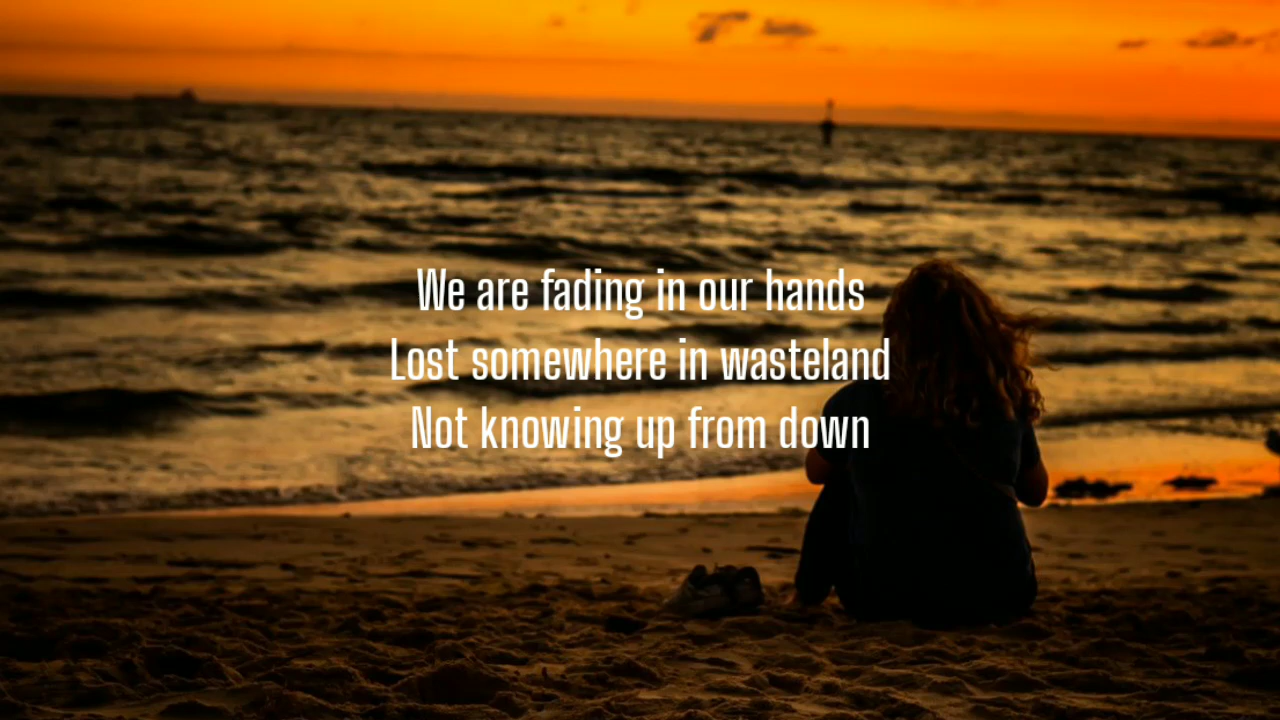 We are fading in our hands
Lost somewhere in wasteland
Not knowing up from down